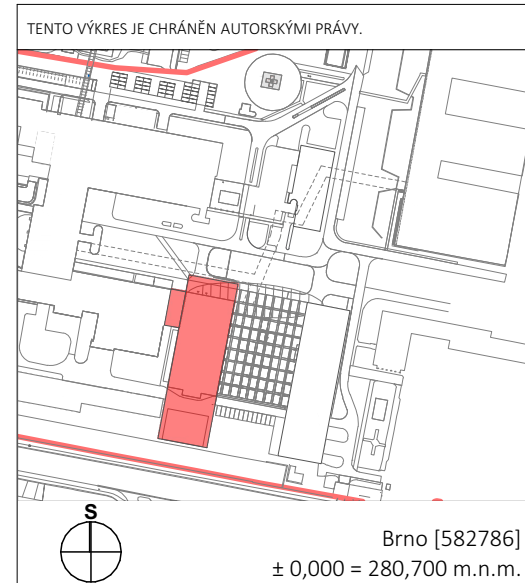 TENTO VÝKRES JE CHRÁNĚN AUTORSKÝMI PRÁVY.
S
Brno [582786]
± 0,000 = 280,700 m.n.m.